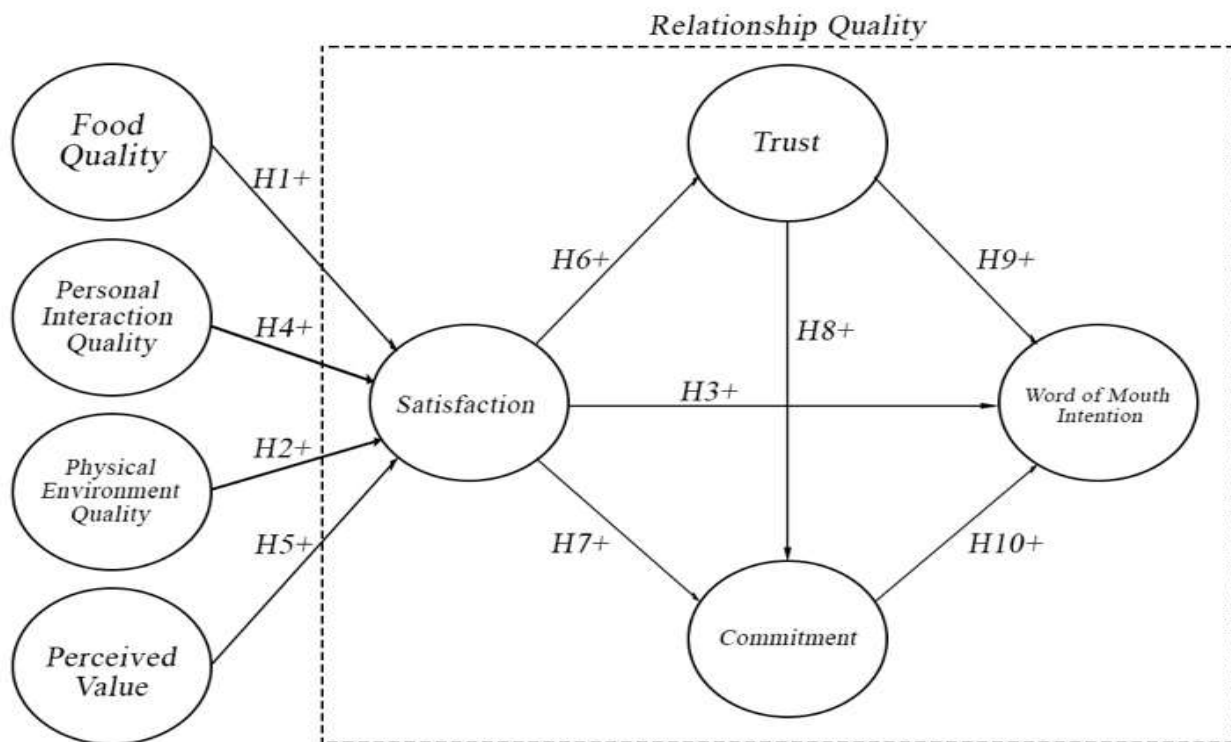 Relationship Quality
Food
Quality
H1+
Personal
Interaction
Quality
H4+
Physical
Environment
Quality
H2+
Perceived
Value
H5+
Satisfaction
H6+
H3+
H7+
Trust
H8+
Commitment
H9+
H10+
Word of Mouth
Intention